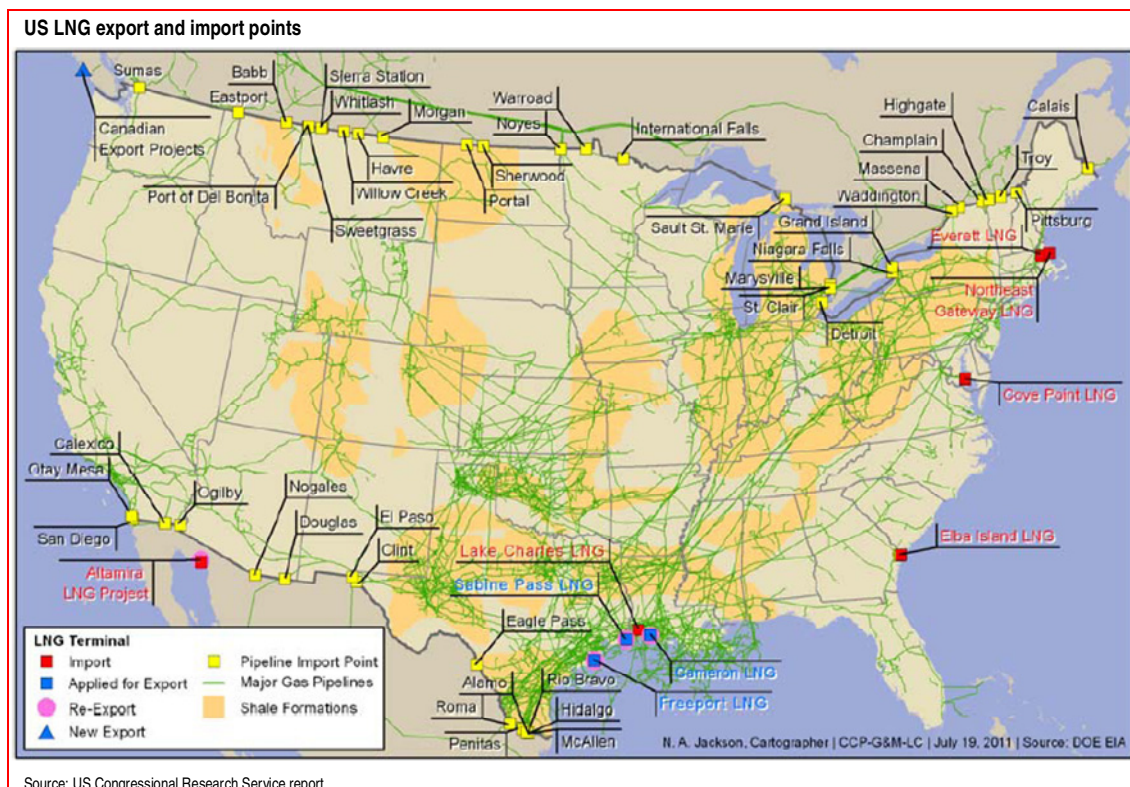 US LNG export and import points
Sumas
Babb
Sierra Station
Eastport
Whitlash
Morgan
Warroad
Noyes
International Falls
Highgate
Calais
Champlain
Massena
Troy
Waddington
Canadian
Export Projects
Port of Del Bonita
Havre
Willow Creek
Sweetgrass
Sherwood
Portal
Sault St. Marie
Grand Island
Niagara Falls
Marysville
St. Clair
Detroit
Pittsburg
Everett LNG
Northeast
Gateway LNG
Cove Point LNG
Calexico
Otay Mesa
Ogilby
Nogales
Douglas
El Paso
Clint
San Diego
Altamira
LNG Project
Lake Charles LNG
Sabine Pass LNG
Elba Island LNG
Eagle Pass
Cameron LNG
Freeport LNG
Alamo
Rio Bravo
Roma
Hidalgo
Penitas
McAllen
LNG Terminal
Import
Pipeline Import Point
Applied for Export
Major Gas Pipelines
Re-Export
Shale Formations
New Export
N. A. Jackson, Cartographer | CCP-G&M-LC | July 19, 2011 | Source: DOE EIA
Source: US Congressional Research Service report